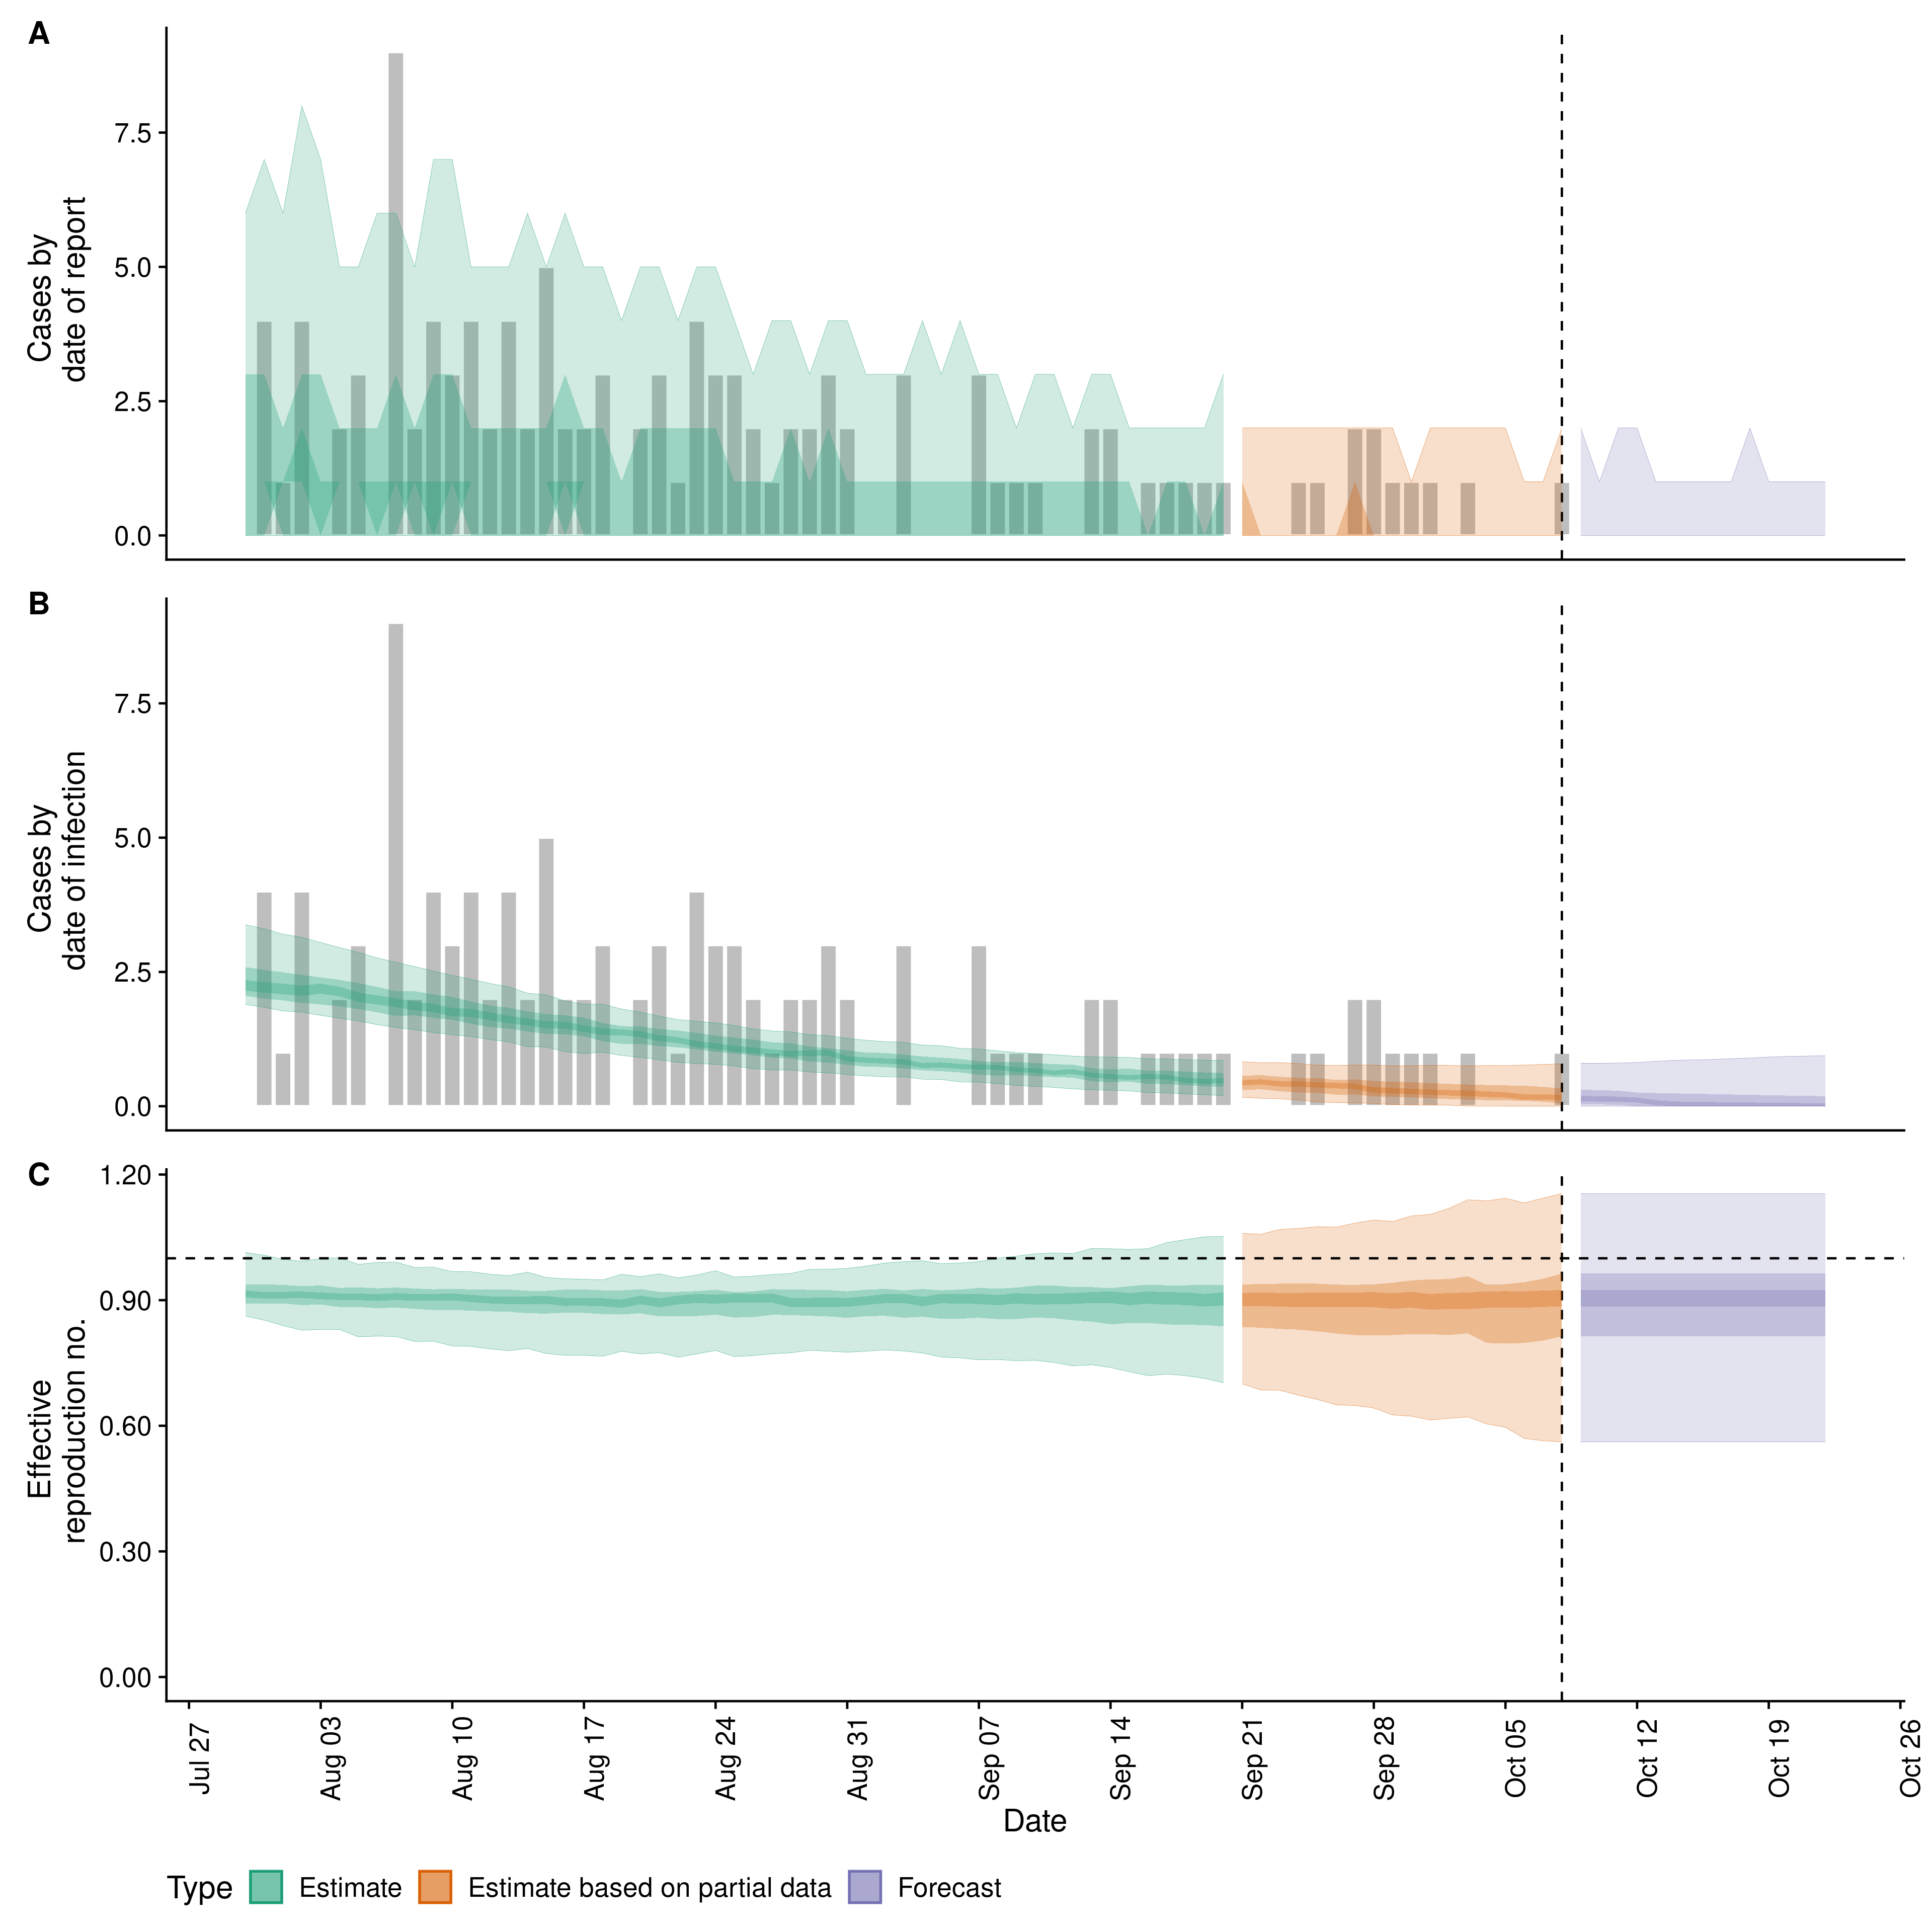 A
Cases by
date of report
7.5
5.0
2.5
0.0
B
Cases by
date of infection
7.5
5.0
2.5
0.0
C
Effective
reproduction no.
1.20
0.90
0.60
0.30
0.00
Jul 27
Aug 03
Aug 10
Aug 17
Aug 24
Aug 31
Sep 07
Sep 14
Sep 21
Sep 28
Oct 05
Oct 12
Oct 19
Oct 26
Date
Type Estimate Estimate based on partial data Forecast